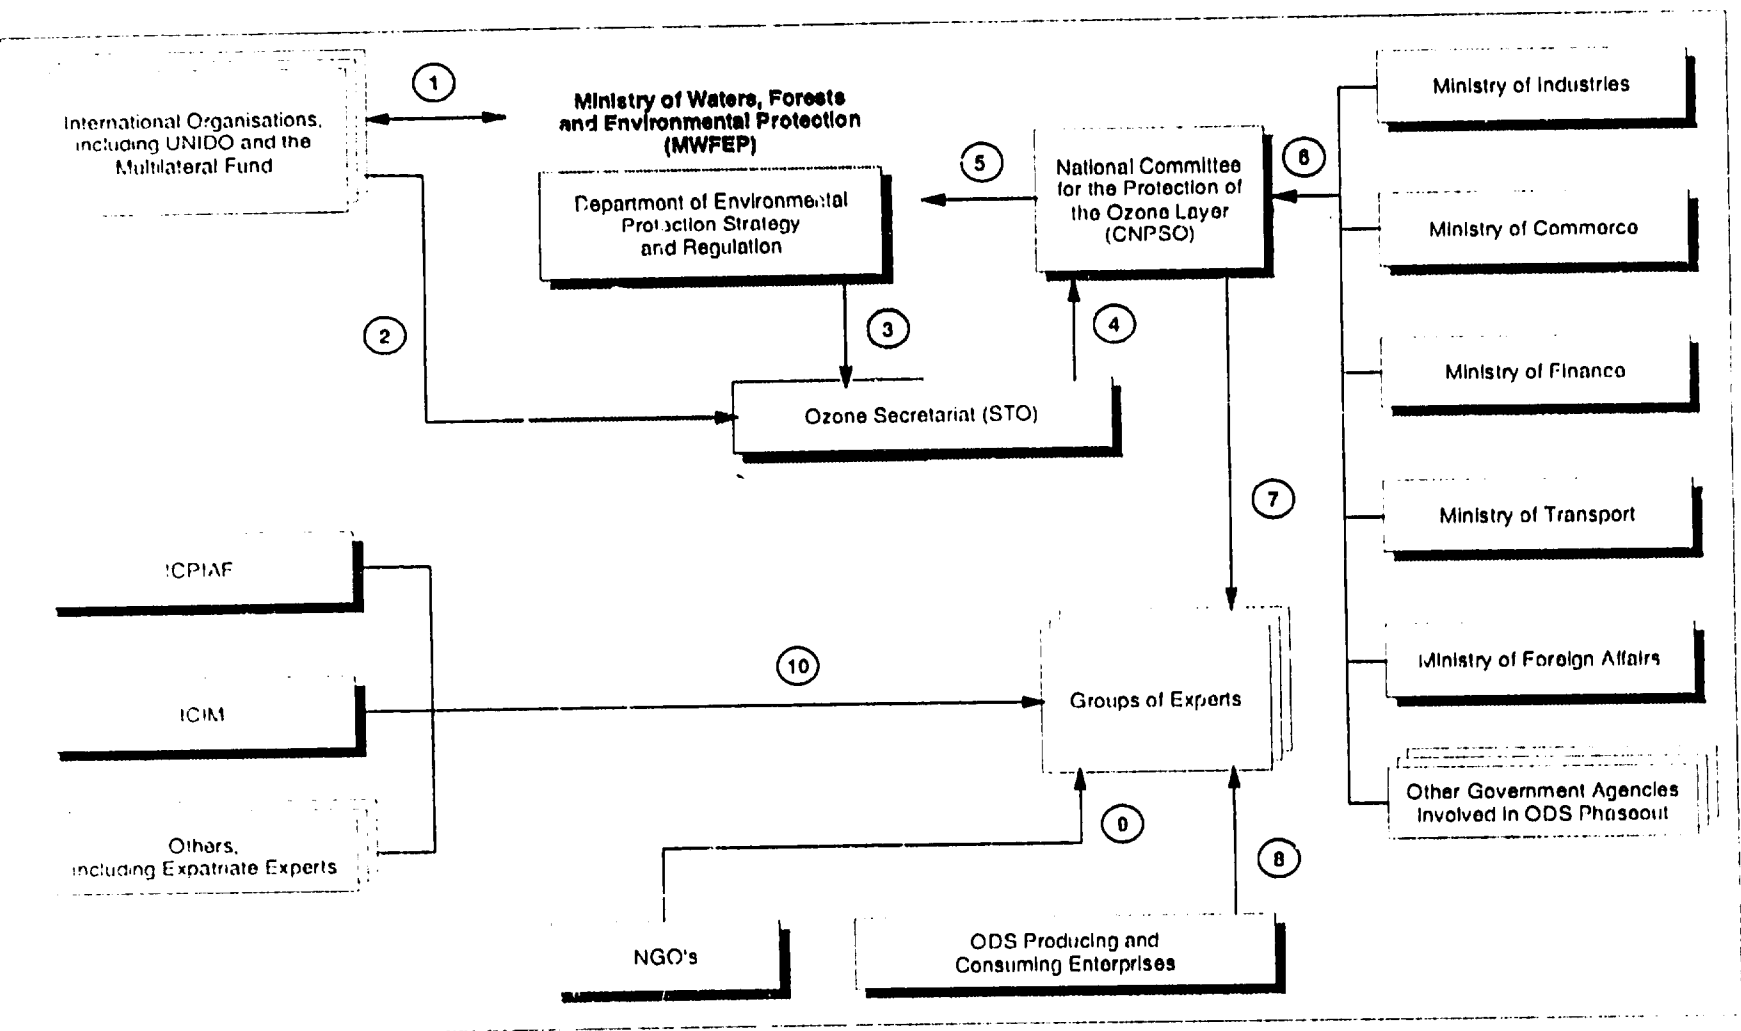 1
International Organisations,
including UNIDO and the
Multilateral Fund
Ministry of Waters, Forests
and Environmental Protection
(MWFEP)
Department of Environmental
Protection Strategy
and Regulation
5
National Committee
for the Protection of
the Ozone Layer
(CNPSO)
6
Ministry of Industries
Ministry of Commerce
2
3
4
Ozone Secretariat (STO)
Ministry of Finance
7
Ministry of Transport
ICPIAF
10
ICIM
Groups of Experts
Ministry of Foreign Affairs
Others,
including Expatriate Experts
9
8
Other Government Agencies
Involved in ODS Phaseout
NGO's
ODS Producing and
Consuming Enterprises